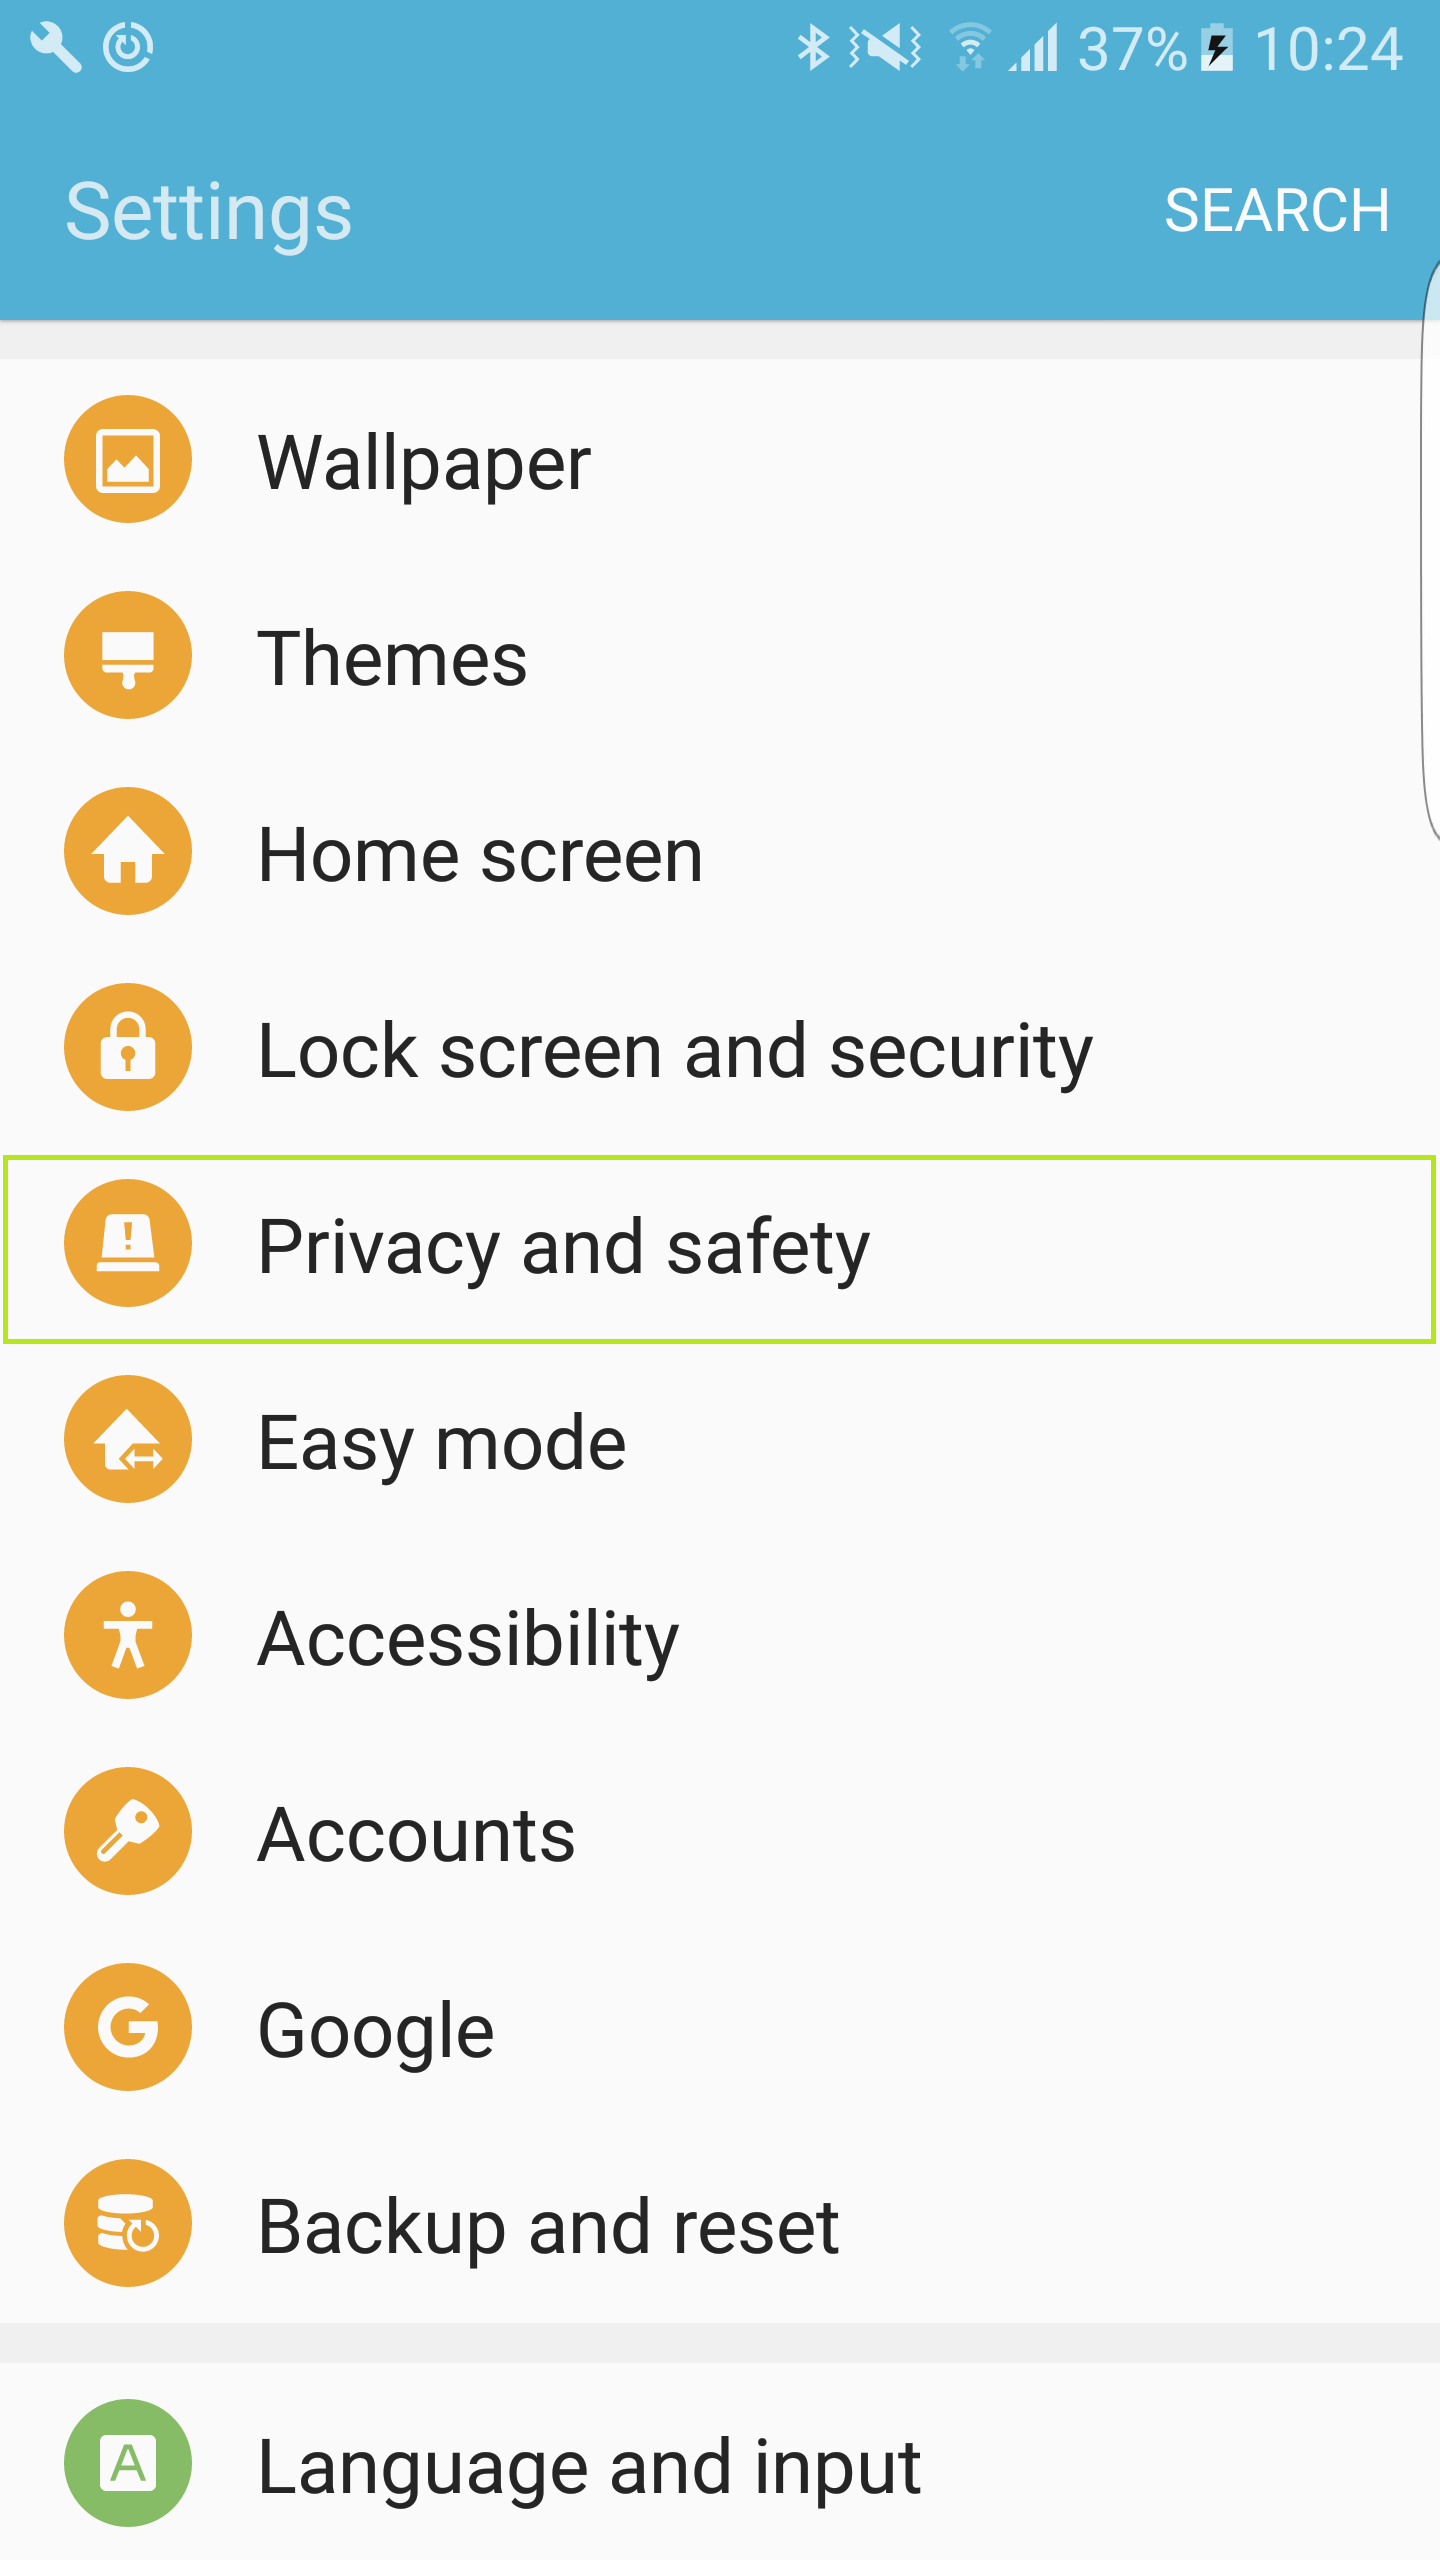 37% 10:24
Settings SEARCH
Wallpaper
Themes
Home screen
Lock screen and security
Privacy and safety
Easy mode
Accessibility
Accounts
Google
Backup and reset
Language and input